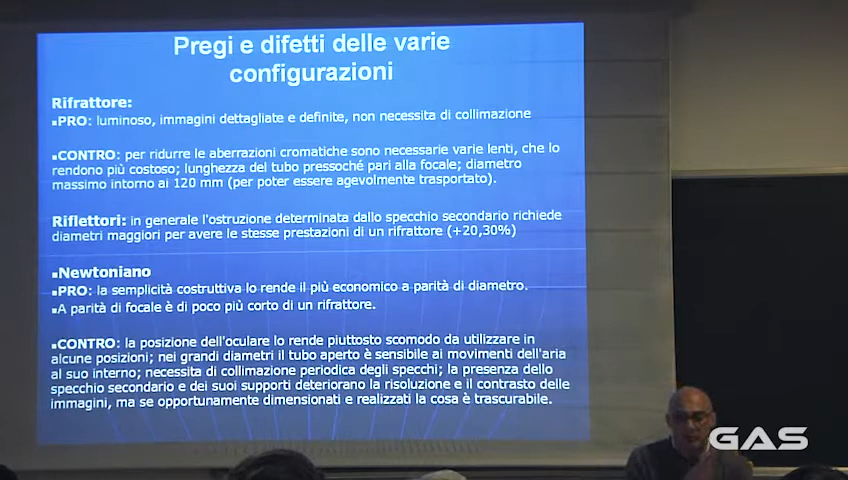 Pregi e difetti delle varie
configurazioni
Rifrattore:
▪PRO: luminoso, immagini dettagliate e definite, non necessita di collimazione
▪CONTRO: per ridurre le aberrazioni cromatiche sono necessarie varie lenti, che lo
rendono più costoso; lunghezza del tubo pressoché pari alla focale; diametro
massimo intorno ai 120 mm (per poter essere agevolmente trasportato).
Riflettori: in generale l'ostruzione determinata dallo specchio secondario richiede
diametri maggiori per avere le stesse prestazioni di un rifrattore (+20,30%)
▪Newtoniano
▪PRO: la semplicità costruttiva lo rende il più economico a parità di diametro.
▪A parità di focale è di poco più corto di un rifrattore.
▪CONTRO: la posizione dell'oculare lo rende piuttosto scomodo da utilizzare in
alcune posizioni; nei grandi diametri il tubo aperto è sensibile ai movimenti dell'aria
al suo interno; necessita di collimazione periodica degli specchi; la presenza dello
specchio secondario e dei suoi supporti deteriorano la risoluzione e il contrasto delle
immagini, ma se opportunamente dimensionati e realizzati la cosa è trascurabile.
GAS